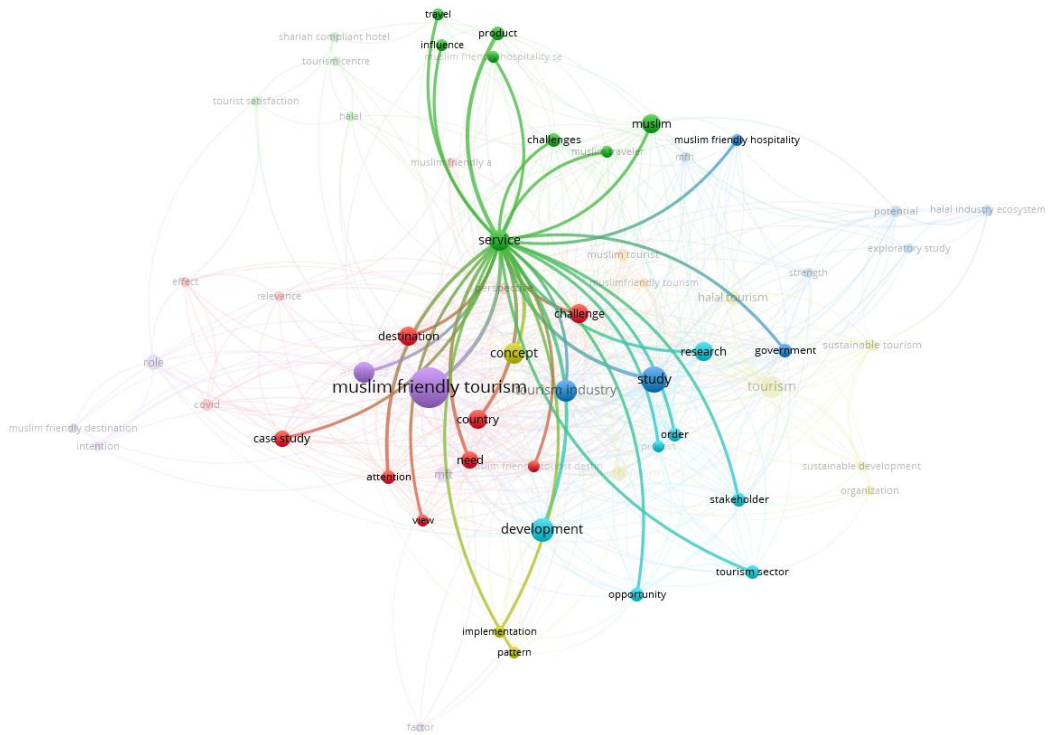 travel
product
shariah compliant hotel
influence
muslim friendly hospitality se
tourism centre
tourist satisfaction
halal
muslim
challenges
muslim friendly hospitality
muslim traveler
mfh
muslim friendly a
potential
halal industry ecosystem
service
exploratory study
muslim tourist
strength
effect
perspective
muslimfriendly tourism
relevance
halal tourism
challenge
destination
concept
research
government
sustainable tourism
role
muslim friendly tourism
tourism industry
study
tourism
covid
country
muslim friendly destination
case study
order
intention
need
sustainable development
attention
mft
organization
stakeholder
view
development
tourism sector
opportunity
implementation
pattern
factor